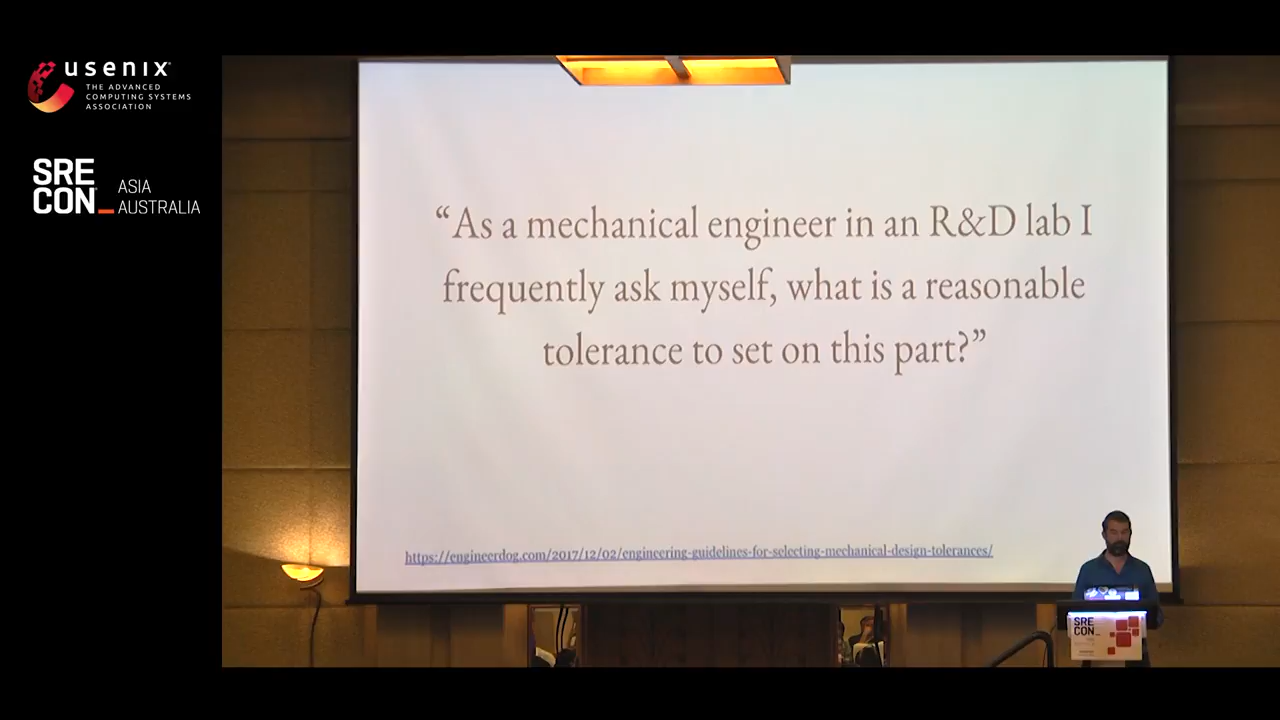 usenix
THE ADVANCED
COMPUTING SYSTEMS
ASSOCIATION
SRE
CON_
ASIA
AUSTRALIA
“As a mechanical engineer in an R&D lab I
frequently ask myself, what is a reasonable
tolerance to set on this part?”
https://engineerdog.com/2017/12/02/engineering-guidelines-for-selecting-mechanical-design-tolerances/
SRE
CON_